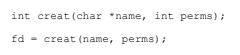 int creat(char *name, int perms);
fd = creat(name, perms);